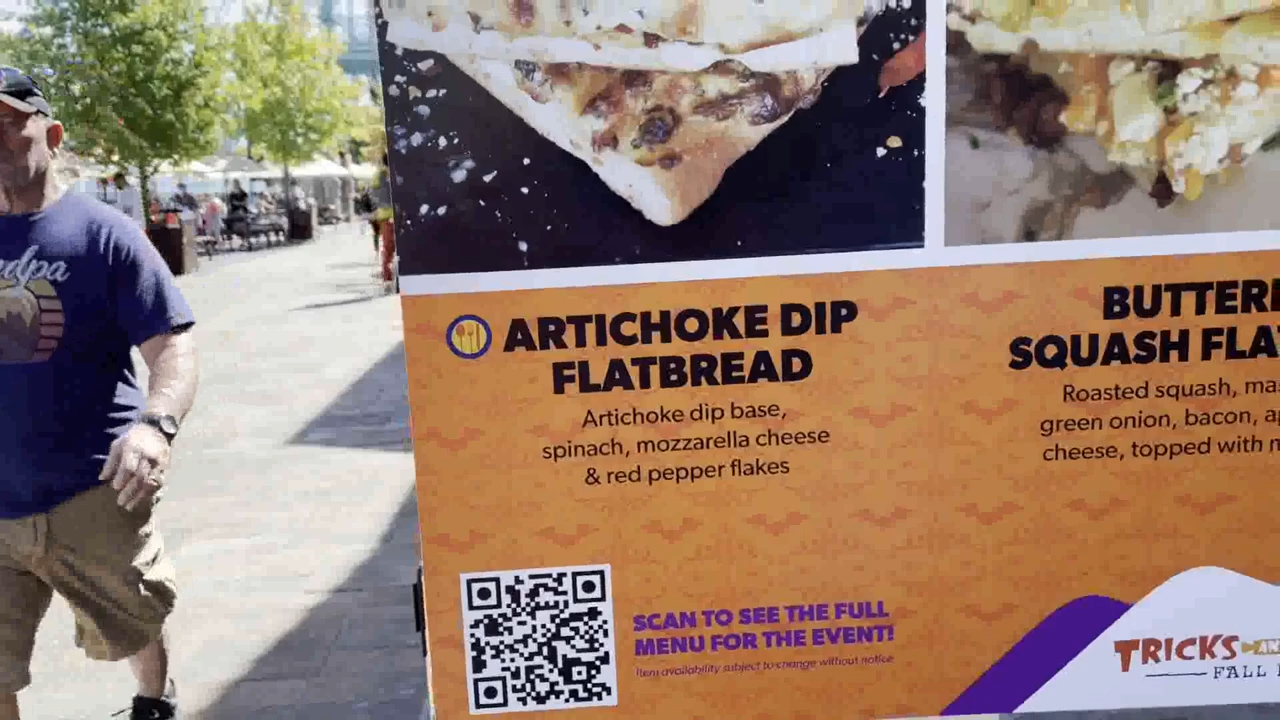 ARTICHOKE DIP
FLATBREAD
Artichoke dip base,
spinach, mozzarella cheese
& red pepper flakes
SQUASH
Roasted squash,
green onion, bacon,
cheese, topped with
SCAN TO SEE THE FULL
MENU FOR THE EVENT!
Item availability subject to change without notice
TRICKS
FALL